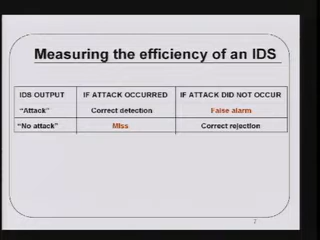 Measuring the efficiency of an IDS
IDS OUTPUT IF ATTACK OCCURRED IF ATTACK DID NOT OCCUR
"Attack" Correct detection False alarm
"No attack" Miss Correct rejection